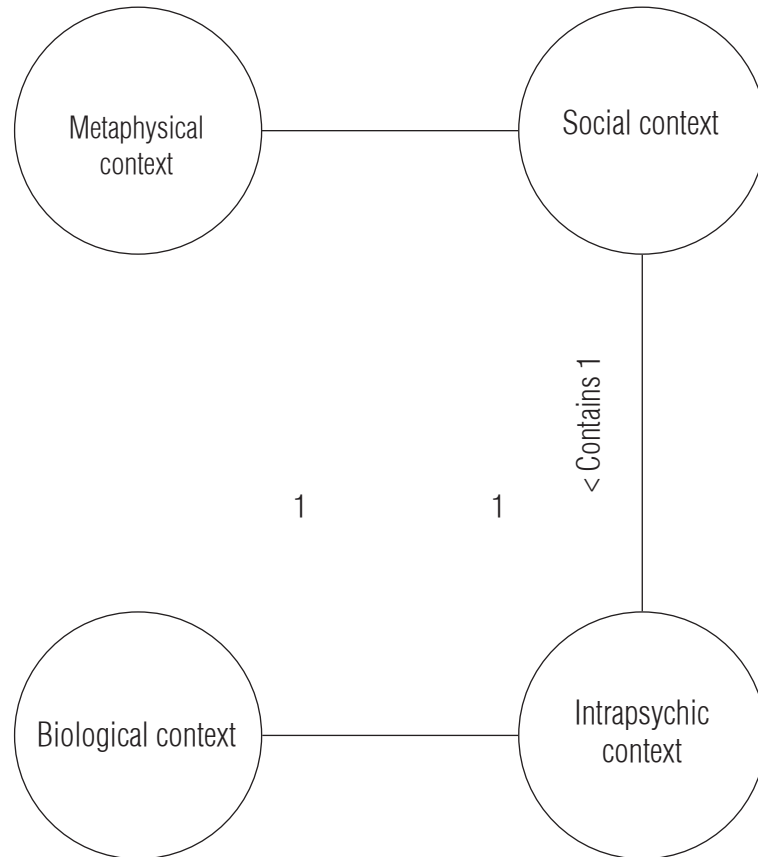 Metaphysical
context
Social context
< Contains 1
1
1
Biological context
Intrapsychic
context